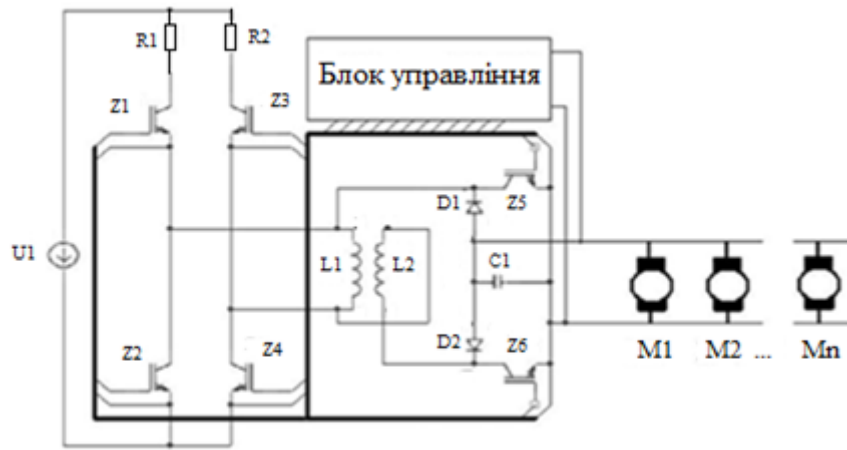 R1
R2
Блок управління
Z1
Z3
D1
Z5
U1
L1
L2
C1
Z2
Z4
D2
Z6
M1
M2 ...
Mn